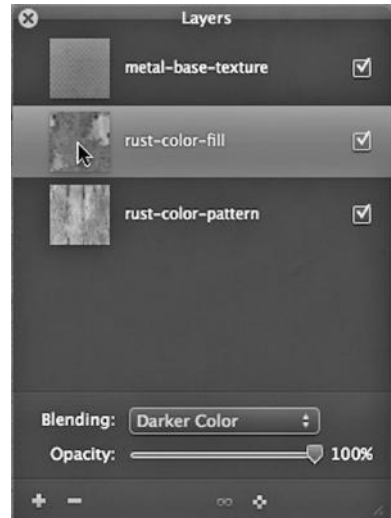 Layers
metal-base-texture
rust-color-fill
rust-color-pattern
Blending: Darker Color
Opacity: 100%